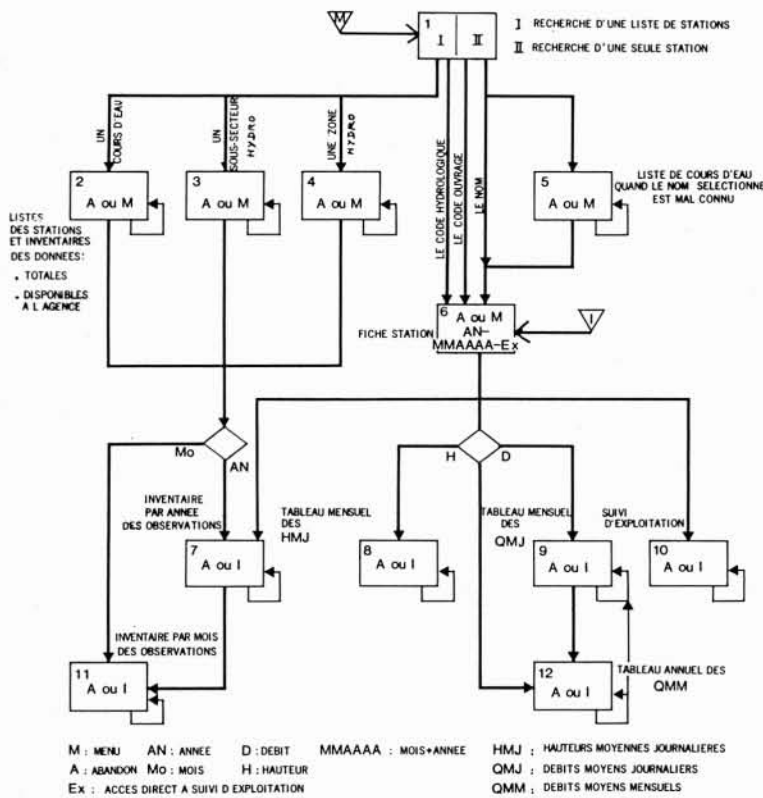 M
1
I
II
I RECHERCHE D'UNE LISTE DE STATIONS
II RECHERCHE D'UNE SEULE STATION
UN
COURS D'EAU
UN
SOUS-SECTEUR
HYDRO
UNE ZONE
HYDRO
LE CODE HYDROLOGIQUE
LE CODE OUVRAGE
LE NOM
2
A ou M
3
A ou M
4
A ou M
5
A ou M
LISTE DE COURS D'EAU
QUAND LE NOM SELECTIONNE
EST MAL CONNU
LISTES
DES STATIONS
ET INVENTAIRES
DES DONNÉES:
. TOTALES
. DISPONIBLES
A L AGENCE
FICHE STATION
6
A ou M
AN-
MMAAAA-Ex
I
Mo
AN
H
D
INVENTAIRE
PAR ANNEE
DES OBSERVATIONS
TABLEAU MENSUEL
DES
HMJ
TABLEAU MENSUEL
DES
QMJ
SUIVI
D'EXPLOITATION
7
A ou I
8
A ou I
9
A ou I
10
A ou I
INVENTAIRE PAR MOIS
DES OBSERVATIONS
11
A ou I
12
A ou I
TABLEAU ANNUEL DES
QMM
M : MENU AN : ANNEE D : DEBIT MMAAAA : MOIS+ANNEE HMJ : HAUTEURS MOYENNES JOURNALIERES
A : ABANDON Mo : MOIS H : HAUTEUR QMJ : DEBITS MOYENS JOURNALIERS
Ex : ACCES DIRECT A SUIVI D EXPLOITATION QMM : DEBITS MOYENS MENSUELS